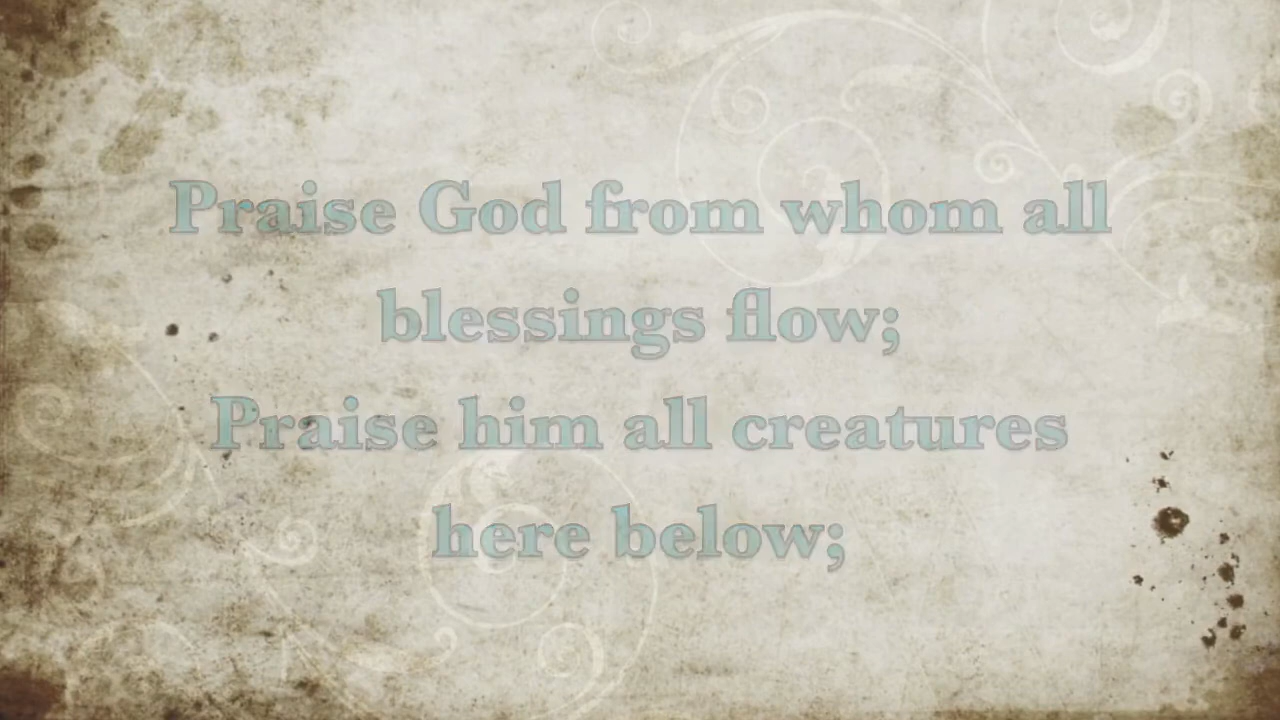 Praise God from whom all
blessings flow;
Praise him all creatures
here below;